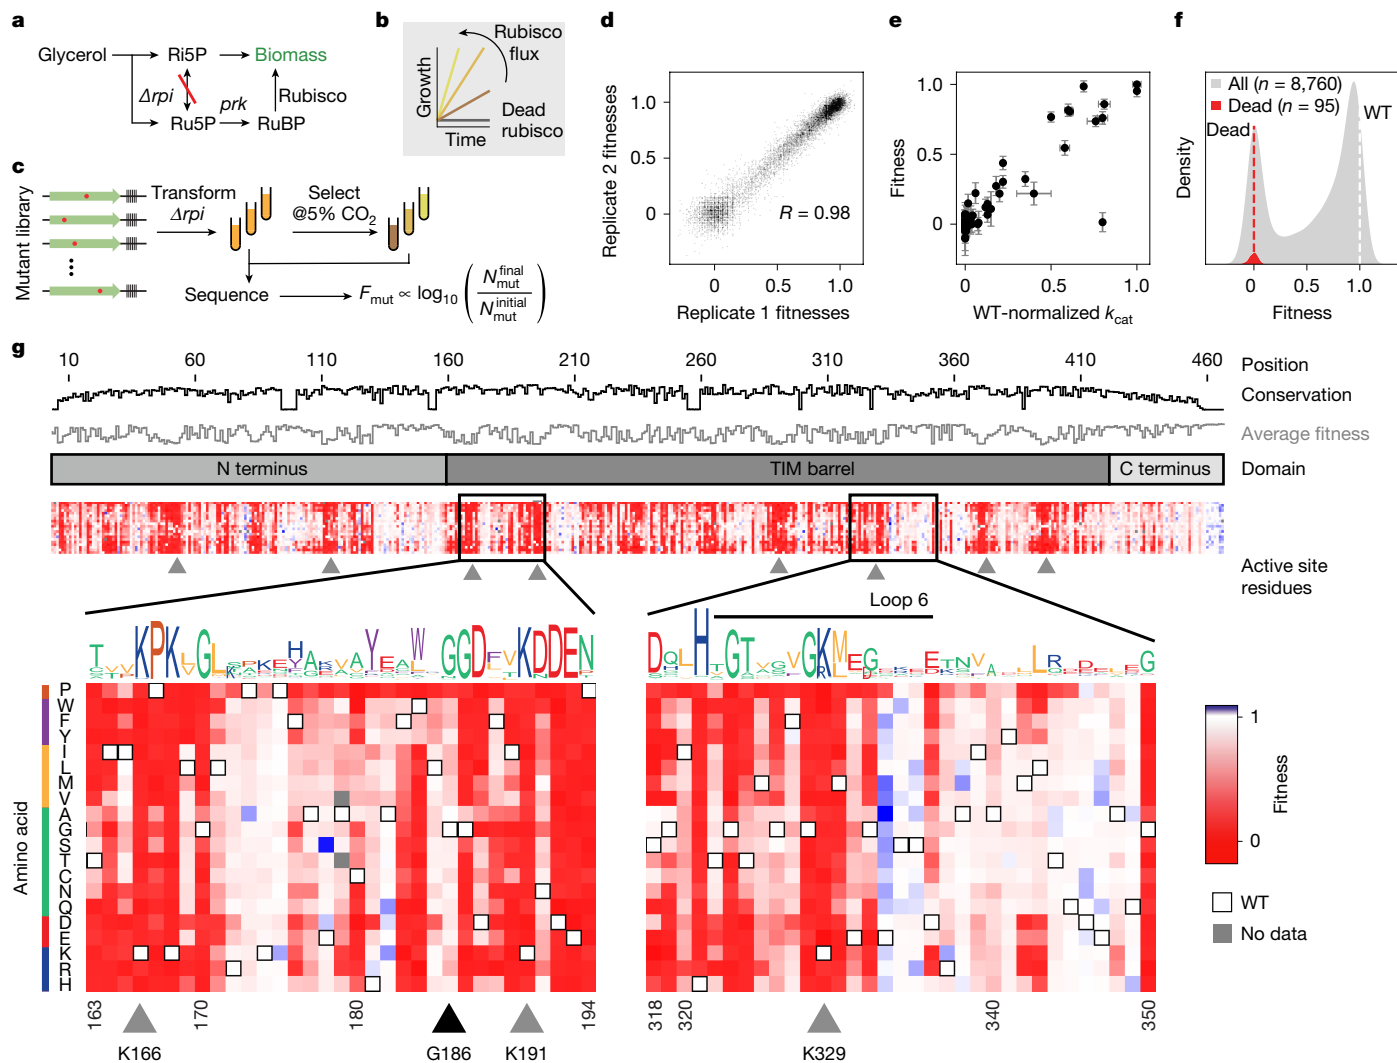 a
Glycerol
Ri5P
Biomass
Δrpi
prk
Rubisco
Ru5P
RuBP
b
Rubisco
flux
Growth
Dead
rubisco
Time
c
Mutant library
Transform
Δrpi
Select
@5% CO2
Sequence
Fmut ∝ log10 ( Nmut^final / Nmut^initial )
d
Replicate 2 fitnesses
1.0
0.5
0
R = 0.98
0 0.5 1.0
Replicate 1 fitnesses
e
Fitness
1.0
0.5
0
0 0.5 1.0
WT-normalized kcat
f
All (n = 8,760)
Dead (n = 95)
Dead
WT
Density
0 1.0
Fitness
g
10 60 110 160 210 260 310 360 410 460 Position
Conservation
Average fitness
N terminus TIM barrel C terminus Domain
Active site
residues
Loop 6
Amino acid
P
W
F
Y
I
L
M
V
A
G
S
T
C
N
Q
D
E
K
R
H
163 170 180 194
K166 G186 K191
318 320 340 350
K329
1
0
Fitness
WT
No data